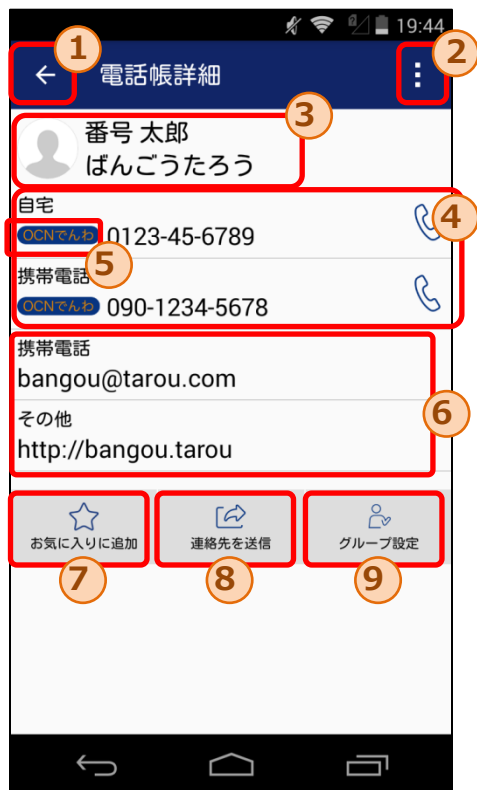 19:44
1
2
電話帳詳細
3
番号 太郎
ばんごうたろう
自宅
4
OCNでんわ 0123-45-6789
5
携帯電話
OCNでんわ 090-1234-5678
携帯電話
bangou@tarou.com
6
その他
http://bangou.tarou
お気に入りに追加 連絡先を送信 グループ設定
7 8 9